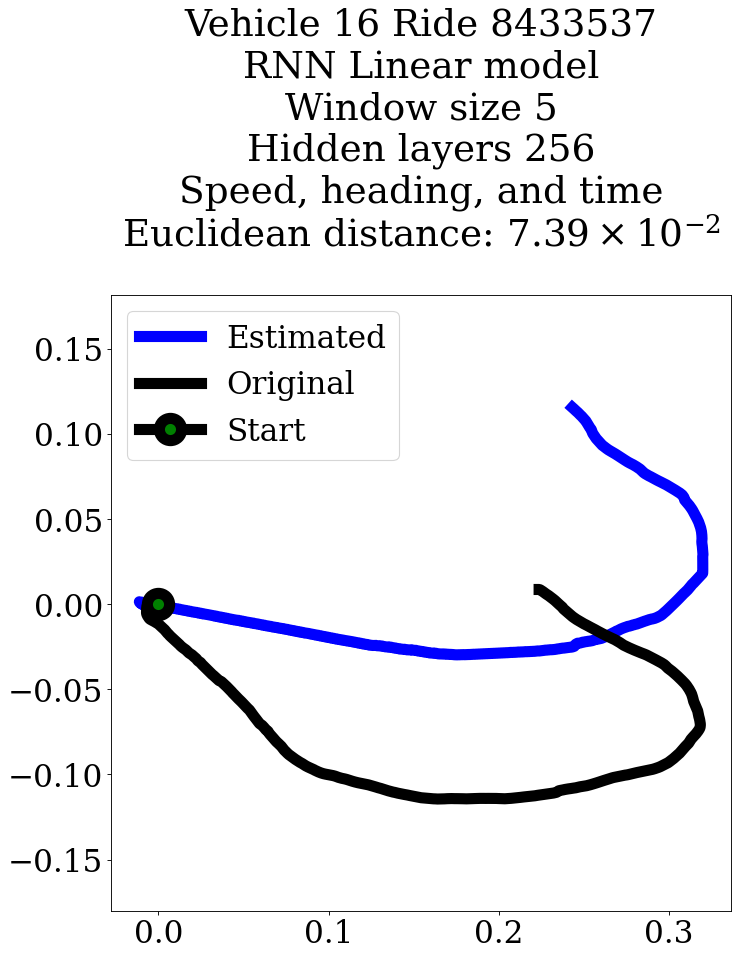 Vehicle 16 Ride 8433537
RNN Linear model
Window size 5
Hidden layers 256
Speed, heading, and time
Euclidean distance: 7.39 × 10⁻²
Estimated
Original
Start
0.15
0.10
0.05
0.00
−0.05
−0.10
−0.15
0.0 0.1 0.2 0.3